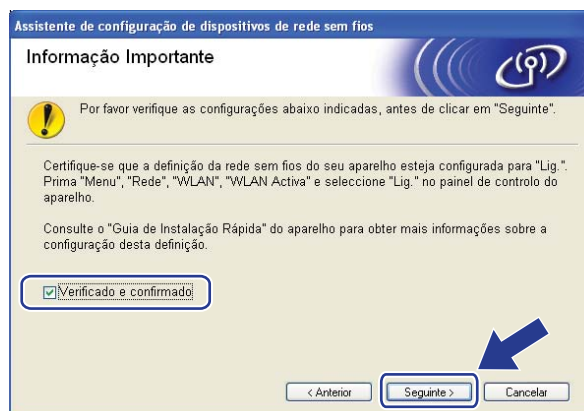 Assistente de configuração de dispositivos de rede sem fios
Informação Importante
Por favor verifique as configurações abaixo indicadas, antes de clicar em "Seguinte".
Certifique-se que a definição da rede sem fios do seu aparelho esteja configurada para "Lig.".
Prima "Menu", "Rede", "WLAN", "WLAN Activa" e seleccione "Lig." no painel de controlo do
aparelho.
Consulte o "Guia de Instalação Rápida" do aparelho para obter mais informações sobre a
configuração desta definição.
Verificado e confirmado
< Anterior
Seguinte >
Cancelar